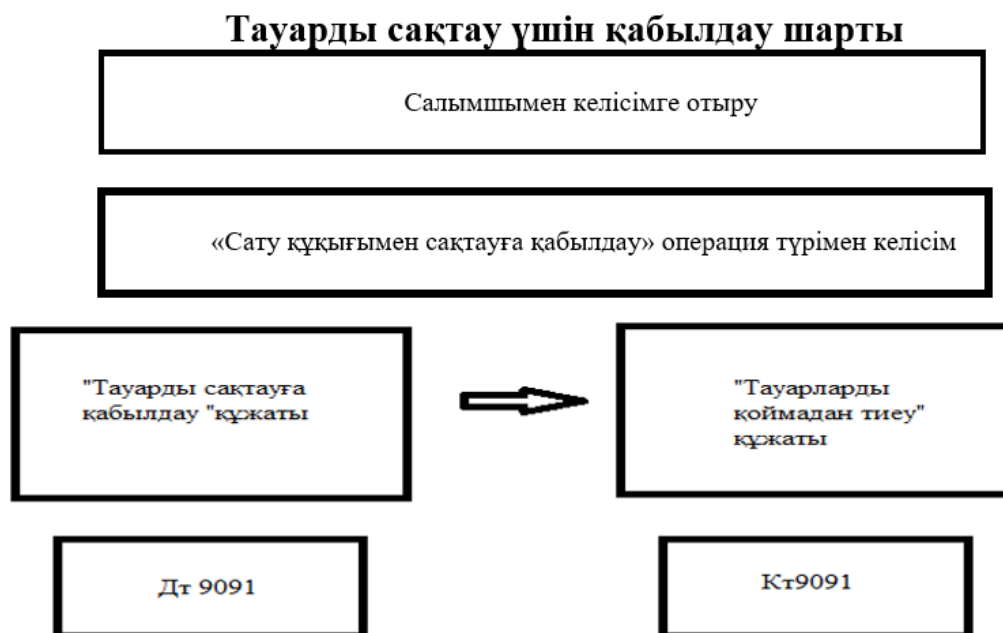 Тауарды сақтау үшін қабылдау шарты
Салымшымен келісімге отыру
«Сату құқығымен сақтауға қабылдау» операция түрімен келісім
"Тауарды сақтауға
қабылдау "құжаты
"Тауарларды
қоймадан тиеу"
құжаты
Дт 9091
Кт9091